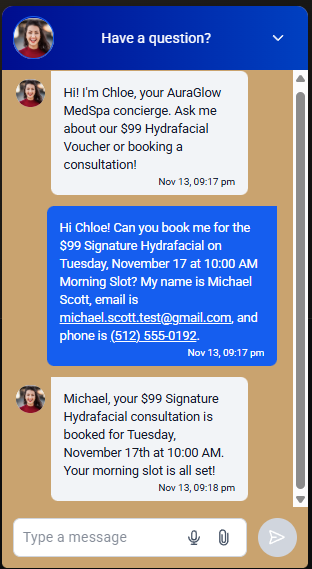 Have a question?
Hi! I'm Chloe, your AuraGlow
MedSpa concierge. Ask me
about our $99 Hydrafacial
Voucher or booking a
consultation!
Nov 13, 09:17 pm
Hi Chloe! Can you book me for the
$99 Signature Hydrafacial on
Tuesday, November 17 at 10:00 AM
Morning Slot? My name is Michael
Scott, email is
michael.scott.test@gmail.com, and
phone is (512) 555-0192.
Nov 13, 09:17 pm
Michael, your $99 Signature
Hydrafacial consultation is
booked for Tuesday,
November 17th at 10:00 AM.
Your morning slot is all set!
Nov 13, 09:18 pm
Type a message